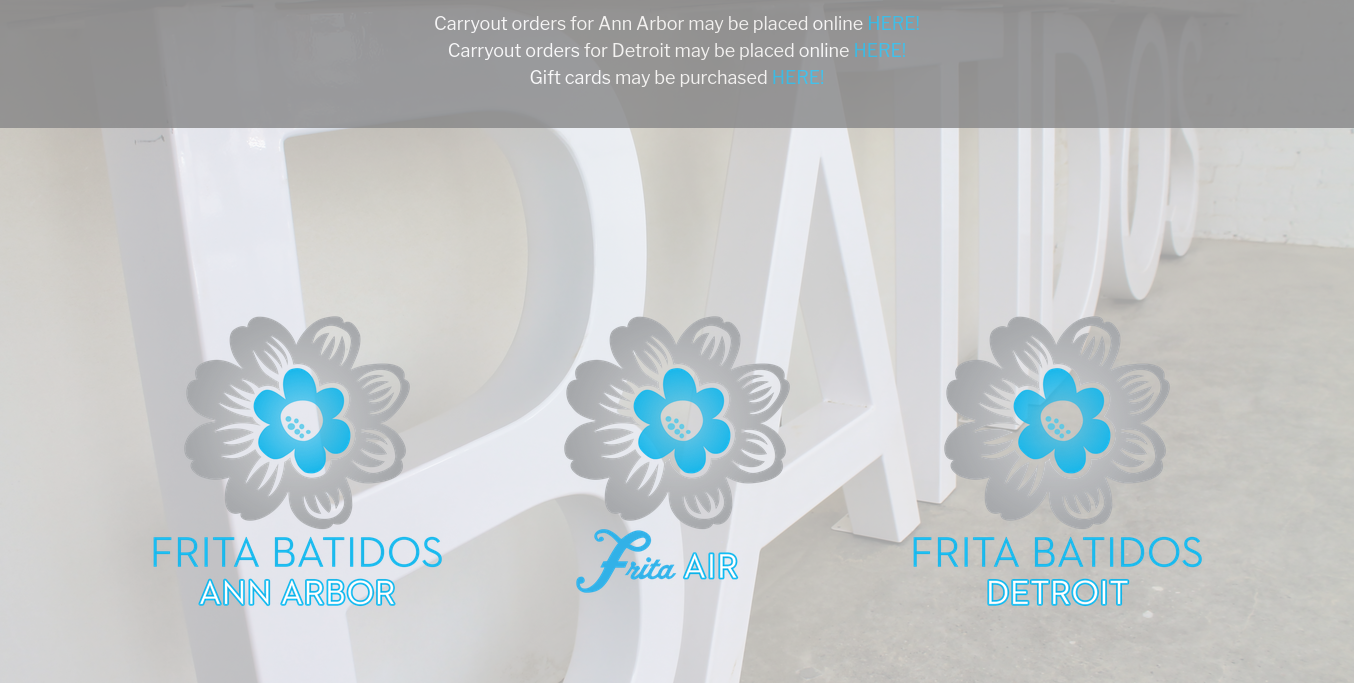 Carryout orders for Ann Arbor may be placed online HERE!
Carryout orders for Detroit may be placed online HERE!
Gift cards may be purchased HERE!
BATIDOS
FRITA BATIDOS
ANN ARBOR
Frita AIR
FRITA BATIDOS
DETROIT